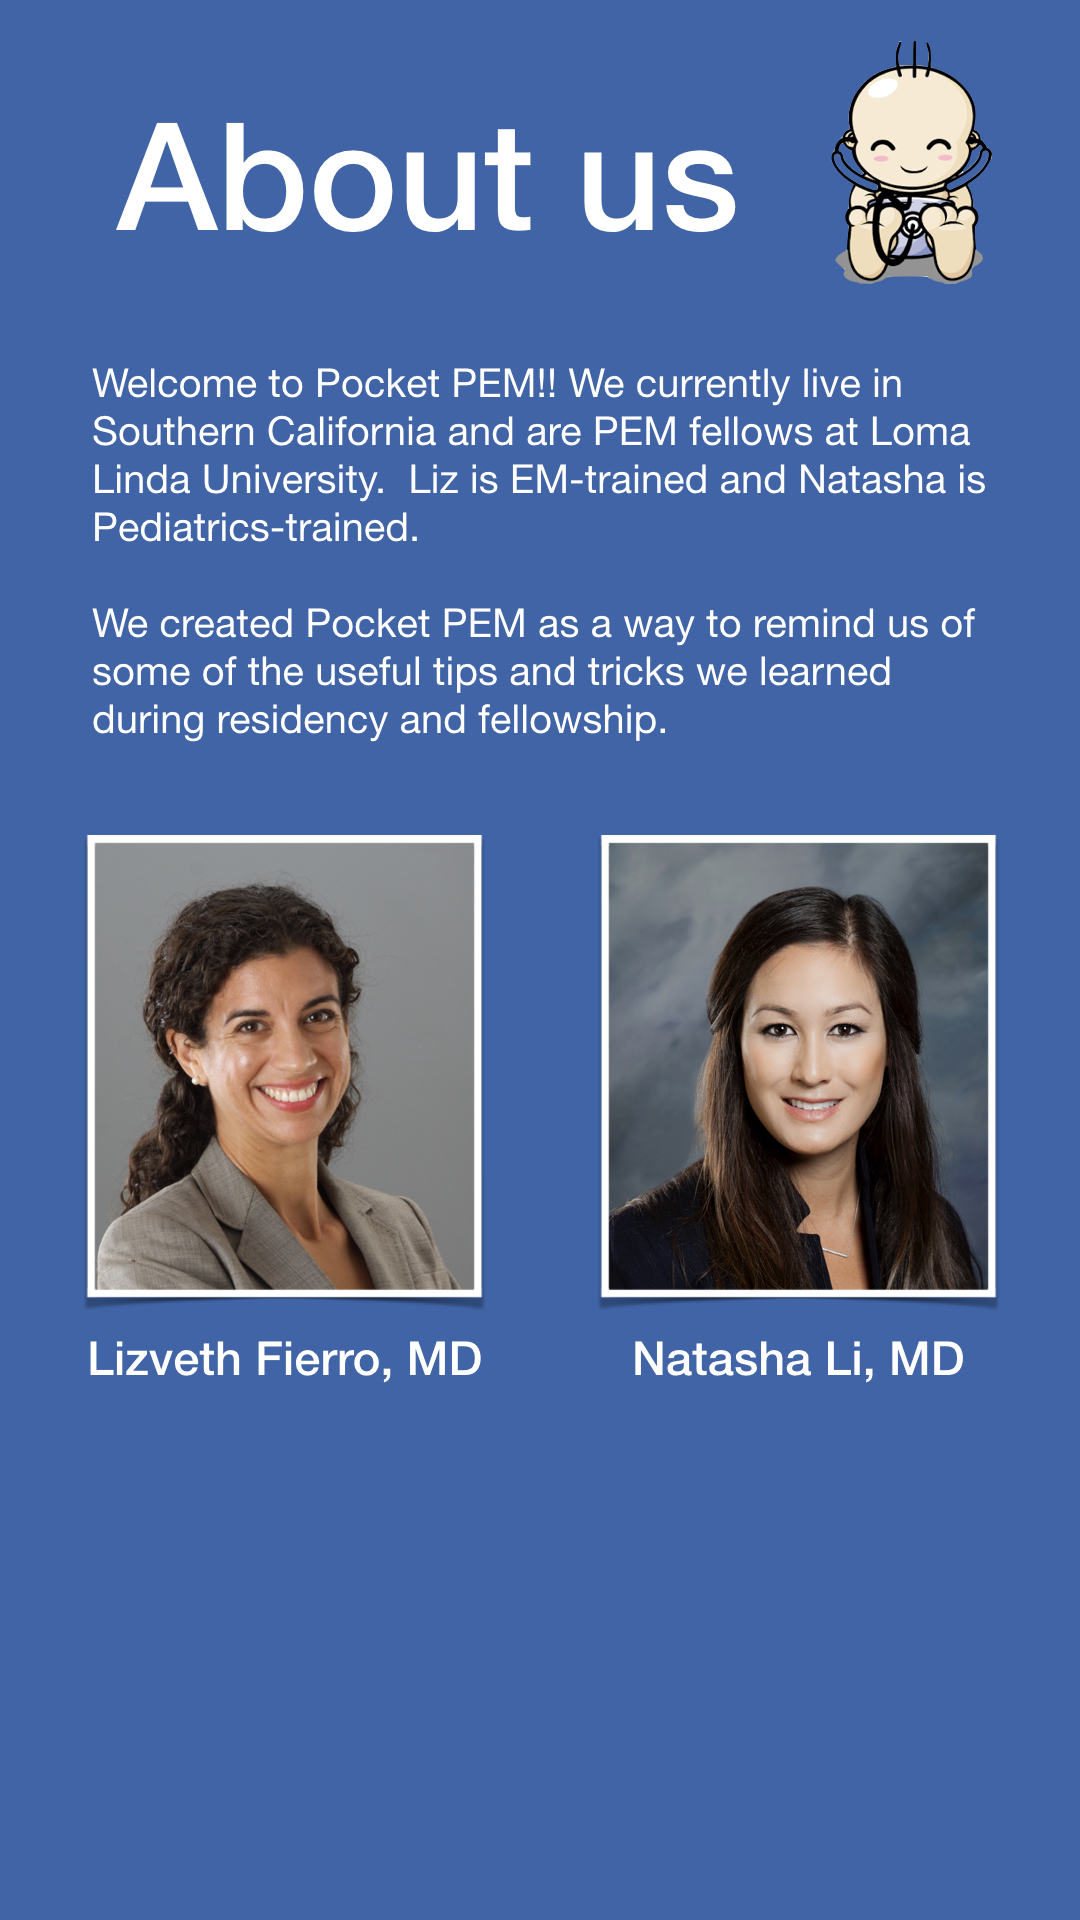 About us
Welcome to Pocket PEM!! We currently live in
Southern California and are PEM fellows at Loma
Linda University.  Liz is EM-trained and Natasha is
Pediatrics-trained.
We created Pocket PEM as a way to remind us of
some of the useful tips and tricks we learned
during residency and fellowship.
Lizveth Fierro, MD
Natasha Li, MD